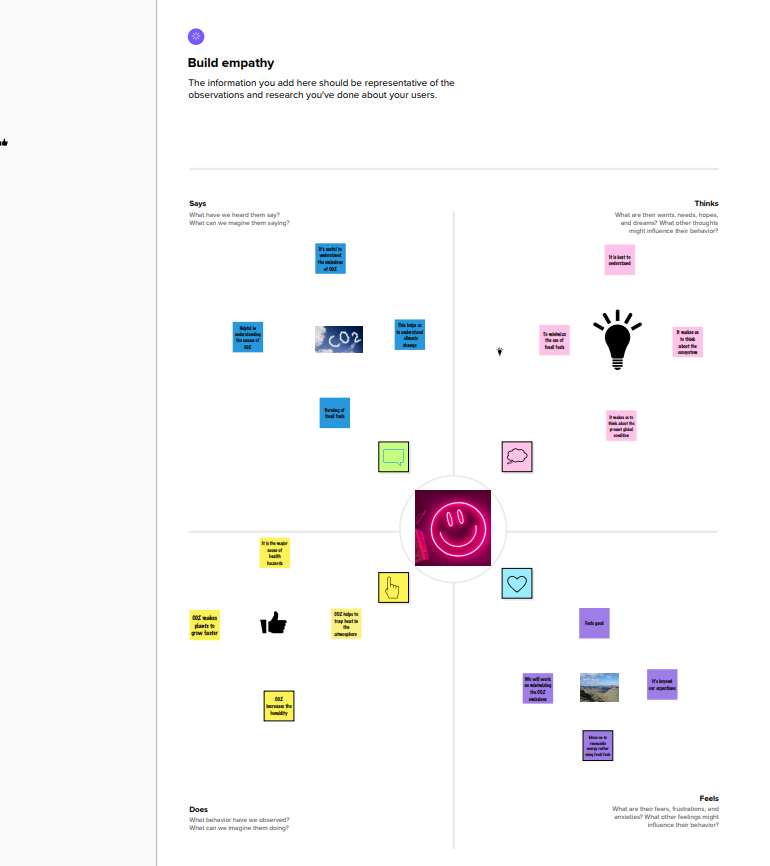 Build empathy
The information you add here should be representative of the
observations and research you've done about your users.
Says
What have we heard them say?
What can we magine them saying?
Thinks
What are their wants, needs, hopes,
and dreams? What other thoughts
might influence their behavior?
It's useful to
understand
the emissions
of CO2
Helpful in
understanding
the causes of
CO2
CO2
This helps us
to understand
climate
change
Burning of
fossil fuels
It is best to
understand
To minimize
the use of
fossil fuels
It makes us
to think
about the
ecosystem
It makes us to
think about the
present global
condition
It is the major
cause of
health
hazards
CO2 makes
plants to
grow faster
CO2 helps to
trap heat in
the
atmosphere
CO2
increases the
humidity
Feels good
We will work
on minimizing
the CO2
emissions
It's beyond
our expections
Move on to
renewable
energy rather
using fossil fuels
Does
What behavior have we observed?
What can we imagine them doing?
Feels
What are their fears, frustrations, and
anxieties? What other feelings might
influence their behavior?